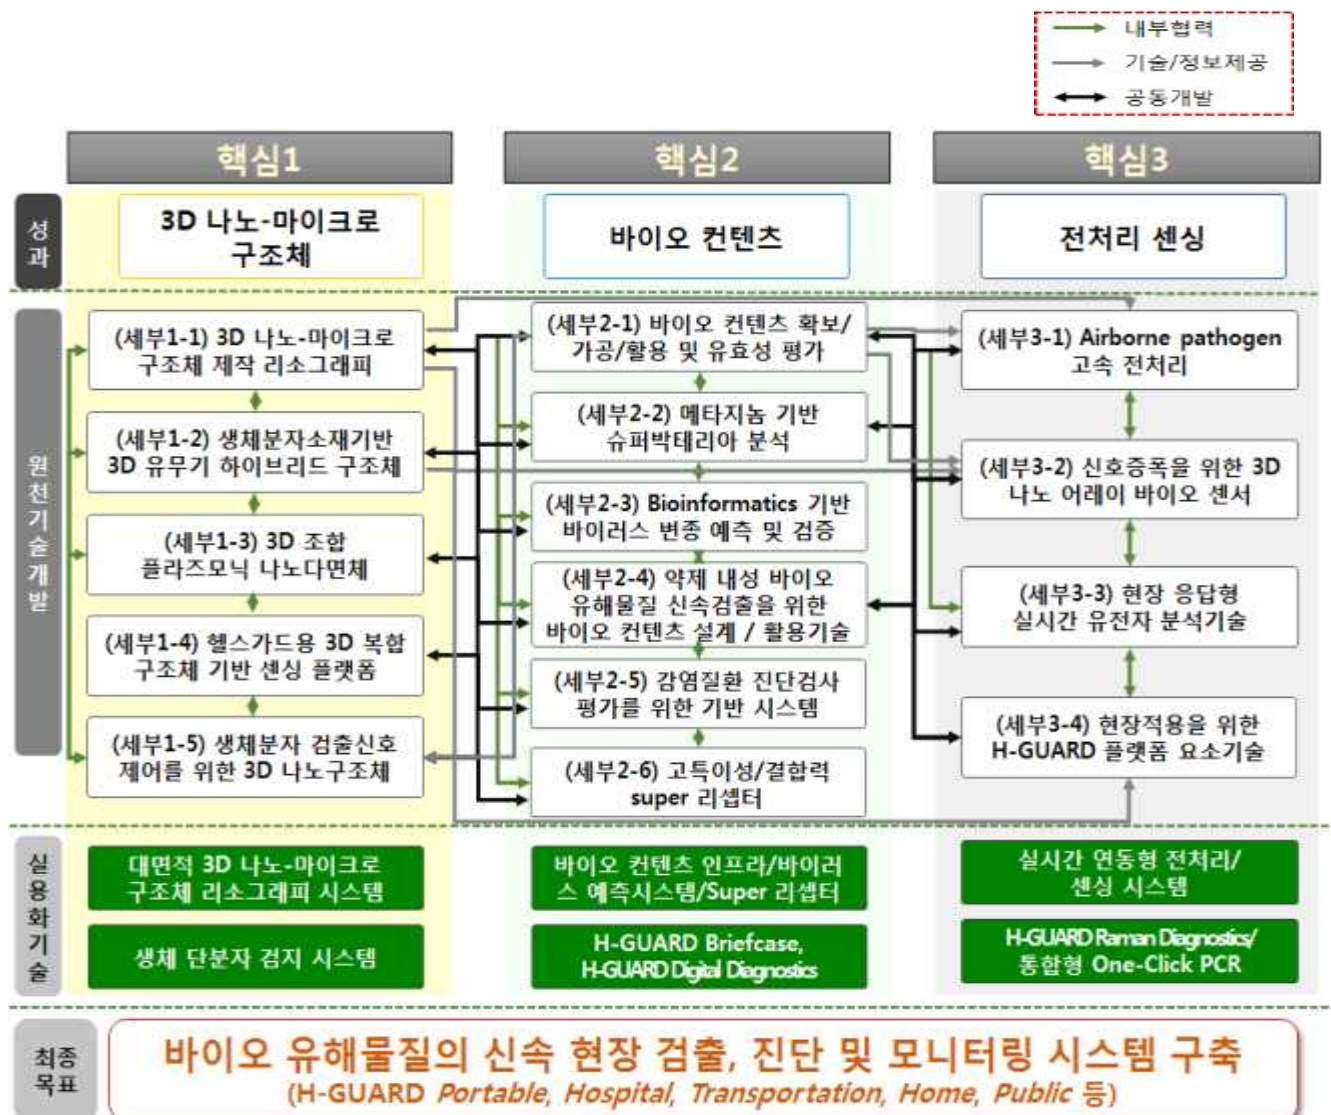 내부협력
기술/정보제공
공동개발
핵심1
핵심2
핵심3
성과
3D 나노-마이크로
구조체
바이오 컨텐츠
전처리 센싱
원천기술개발
(세부1-1) 3D 나노-마이크로
구조체 제작 리소그래피
(세부1-2) 생체분자소재기반
3D 유무기 하이브리드 구조체
(세부1-3) 3D 조합
플라즈모닉 나노다면체
(세부1-4) 헬스가드용 3D 복합
구조체 기반 센싱 플랫폼
(세부1-5) 생체분자 검출신호
제어를 위한 3D 나노구조체
(세부2-1) 바이오 컨텐츠 확보/
가공/활용 및 유효성 평가
(세부2-2) 메타지놈 기반
슈퍼박테리아 분석
(세부2-3) Bioinformatics 기반
바이러스 변종 예측 및 검증
(세부2-4) 약제 내성 바이오
유해물질 신속검출을 위한
바이오 컨텐츠 설계 / 활용기술
(세부2-5) 감염질환 진단검사
평가를 위한 기반 시스템
(세부2-6) 고특이성/결합력
super 리셉터
(세부3-1) Airborne pathogen
고속 전처리
(세부3-2) 신호증폭을 위한 3D
나노 어레이 바이오 센서
(세부3-3) 현장 응답형
실시간 유전자 분석기술
(세부3-4) 현장적용을 위한
H-GUARD 플랫폼 요소기술
실용화기술
대면적 3D 나노-마이크로
구조체 리소그래피 시스템
생체 단분자 검지 시스템
바이오 컨텐츠 인프라/바이러
스 예측시스템/Super 리셉터
H-GUARD Briefcase,
H-GUARD Digital Diagnostics
실시간 연동형 전처리/
센싱 시스템
H-GUARD Raman Diagnostics/
통합형 One-Click PCR
최종
목표
바이오 유해물질의 신속 현장 검출, 진단 및 모니터링 시스템 구축
(H-GUARD Portable, Hospital, Transportation, Home, Public 등)